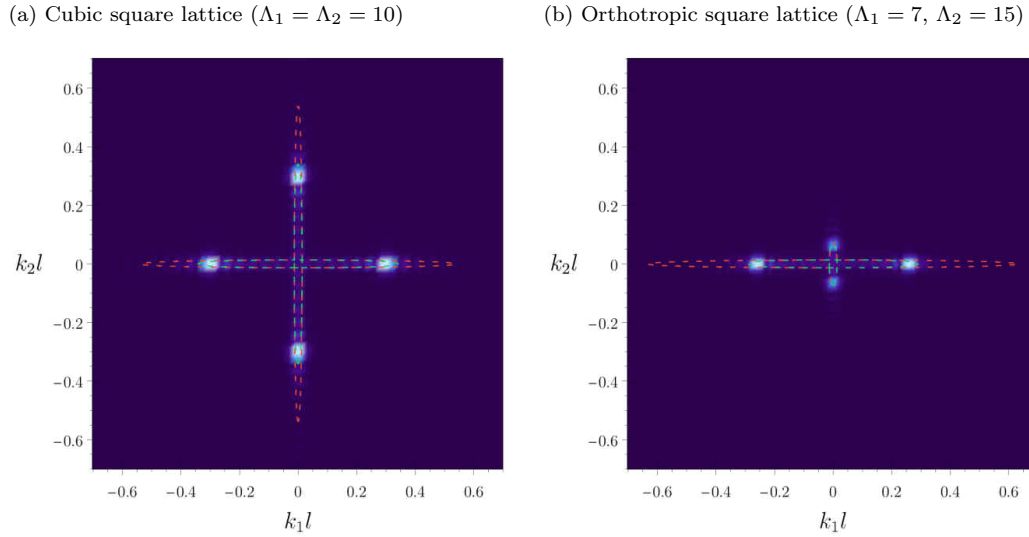 (a) Cubic square lattice (Λ₁ = Λ₂ = 10)
0.6
0.4
0.2
0
−0.2
−0.4
−0.6
k₂l
−0.6 −0.4 −0.2 0 0.2 0.4 0.6
k₁l
(b) Orthotropic square lattice (Λ₁ = 7, Λ₂ = 15)
0.6
0.4
0.2
0
−0.2
−0.4
−0.6
k₂l
−0.6 −0.4 −0.2 0 0.2 0.4 0.6
k₁l